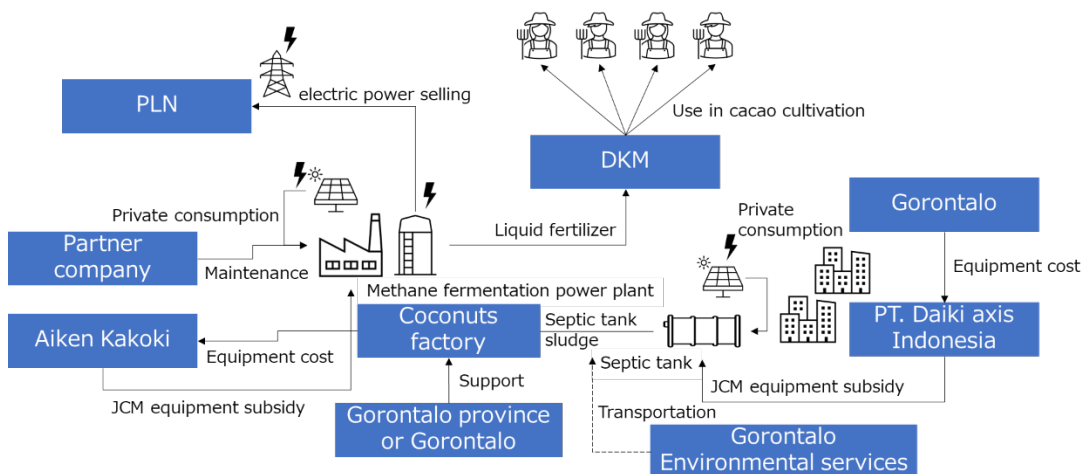 PLN
electric power selling
Use in cacao cultivation
DKM
Private consumption
Partner
company
Maintenance
Liquid fertilizer
Private
consumption
Gorontalo
Equipment cost
Methane fermentation power plant
Aiken Kakoki
Equipment cost
Coconuts
factory
Septic tank
sludge
Septic tank
PT. Daiki axis
Indonesia
JCM equipment subsidy
Support
JCM equipment subsidy
Transportation
Gorontalo province
or Gorontalo
Gorontalo
Environmental services